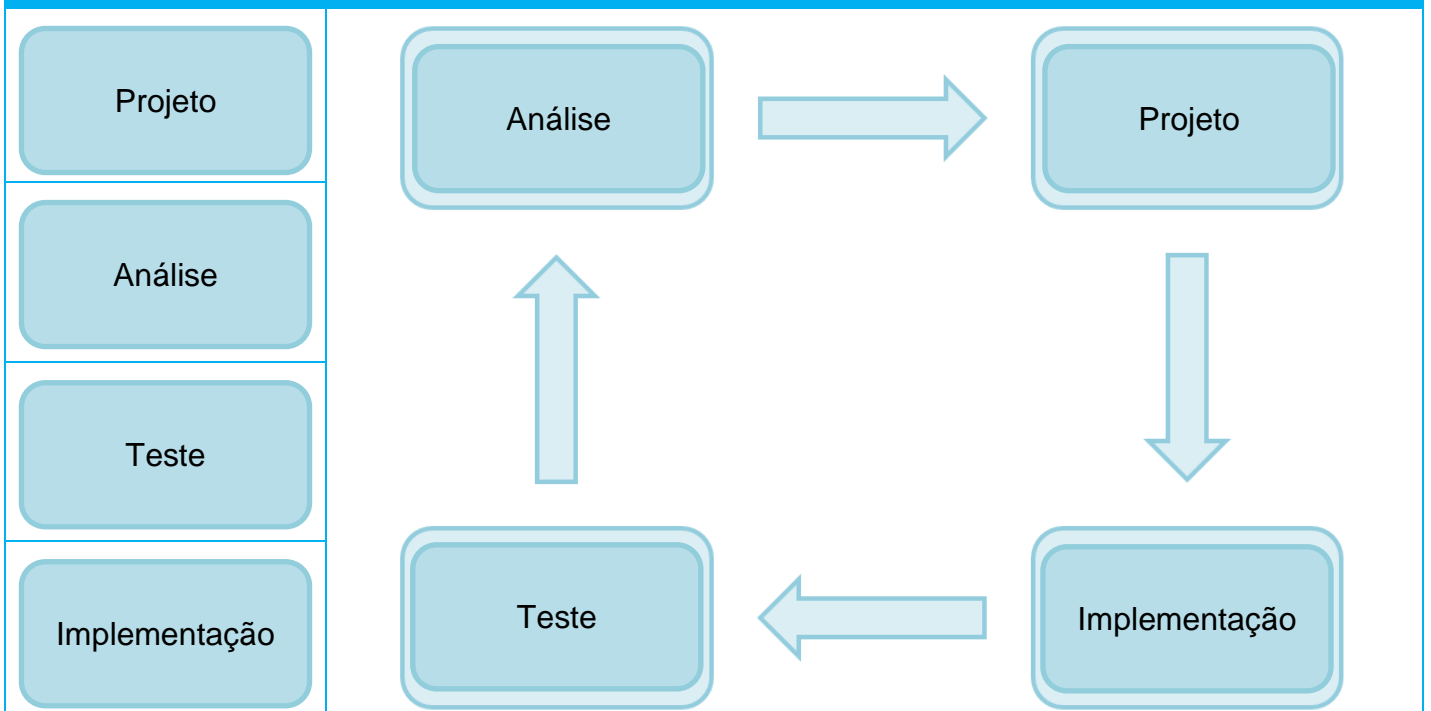 Projeto
Análise
Teste
Implementação
Análise
Projeto
Teste
Implementação